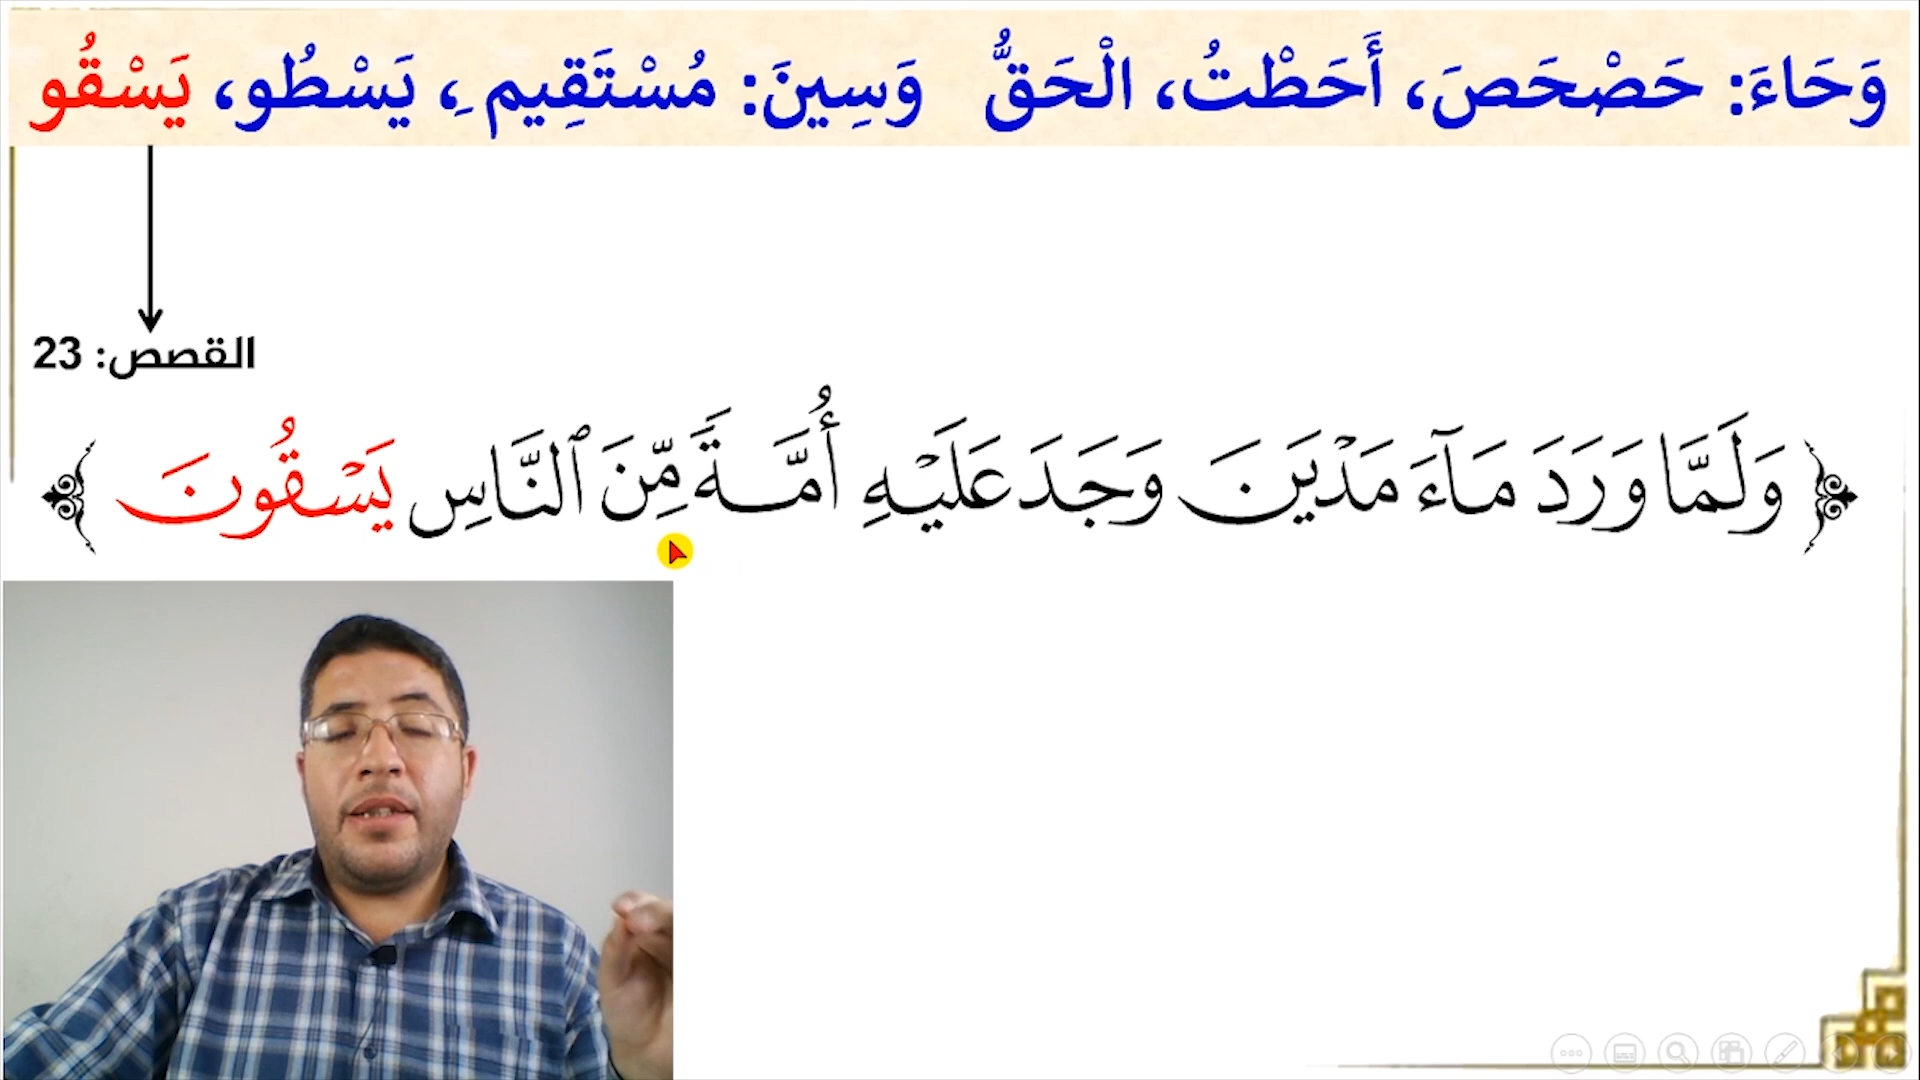 وَحَاءَ: حَصْحَصَ، أَحَطْتُ، الْحَقُّ وَسِينَ: مُسْتَقِيمِ، يَسْطُو، يَسْقُو
القصص: 23
﴿ وَلَمَّا وَرَدَ مَآءَ مَدْيَنَ وَجَدَ عَلَيْهِ أُمَّةً مِّنَ ٱلنَّاسِ يَسْقُونَ ﴾